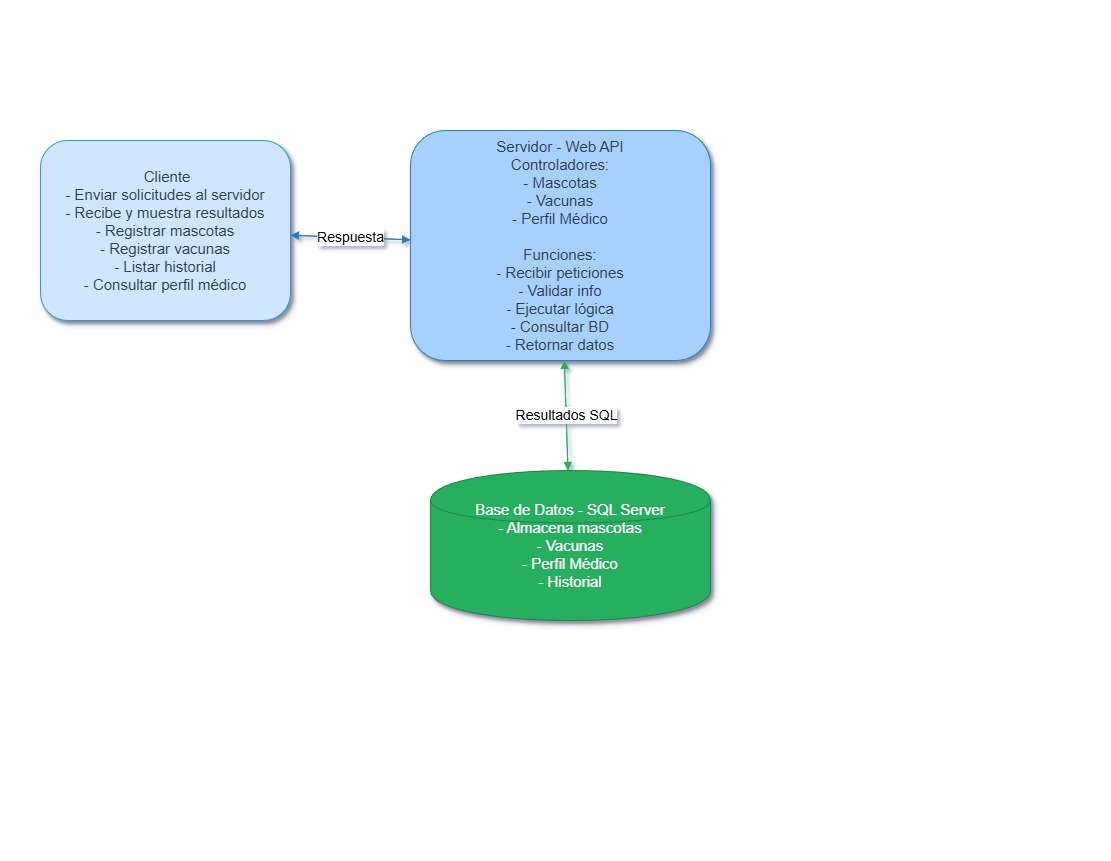 Cliente
- Enviar solicitudes al servidor
- Recibe y muestra resultados
- Registrar mascotas
- Registrar vacunas
- Listar historial
- Consultar perfil médico
Respuesta
Servidor - Web API
Controladores:
- Mascotas
- Vacunas
- Perfil Médico
Funciones:
- Recibir peticiones
- Validar info
- Ejecutar lógica
- Consultar BD
- Retornar datos
Resultados SQL
Base de Datos - SQL Server
- Almacena mascotas
- Vacunas
- Perfil Médico
- Historial